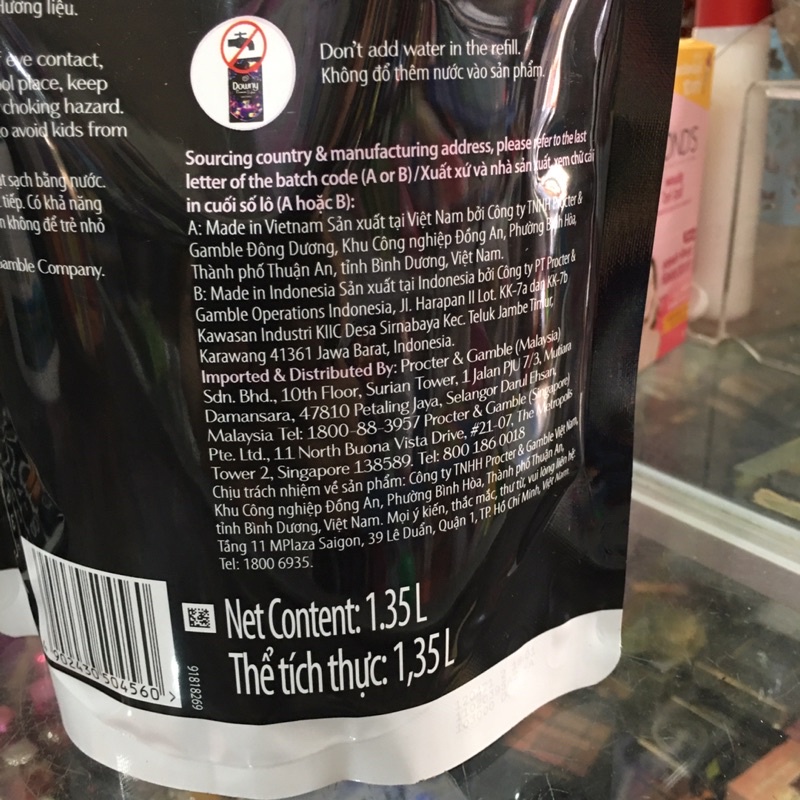 Hương liệu.
eye contact,
place, keep
choking hazard.
to avoid kids from
sạch bằng nước.
tiếp. Có khả năng
không để trẻ nhỏ
Gamble Company.
Downy
Don't add water in the refill.
Không đổ thêm nước vào sản phẩm.
Sourcing country & manufacturing address, please refer to the last
letter of the batch code (A or B)/Xuất xứ và nhà sản xuất, xem chữ cái
in cuối số lô (A hoặc B):
A: Made in Vietnam Sản xuất tại Việt Nam bởi Công ty TNHH Procter &
Gamble Đông Dương, Khu Công nghiệp Đồng An, Phường Bình Hòa,
Thành phố Thuận An, tỉnh Bình Dương, Việt Nam.
B: Made in Indonesia Sản xuất tại Indonesia bởi Công ty PT Procter &
Gamble Operations Indonesia, Jl. Harapan II Lot. KK-7a dan KK-7b
Kawasan Industri KIIC Desa Sirnabaya Kec. Teluk Jambe Timur,
Karawang 41361 Jawa Barat, Indonesia.
Imported & Distributed By: Procter & Gamble (Malaysia)
Sdn. Bhd., 10th Floor, Surian Tower, 1 Jalan PJU 7/3, Mutiara
Damansara, 47810 Petaling Jaya, Selangor Darul Ehsan,
Malaysia Tel: 1800-88-3957 Procter & Gamble (Singapore)
Pte. Ltd., 11 North Buona Vista Drive, #21-07, The Metropolis
Tower 2, Singapore 138589. Tel: 800 186 0018
Chịu trách nhiệm về sản phẩm: Công ty TNHH Procter & Gamble Việt Nam,
Khu Công nghiệp Đồng An, Phường Bình Hòa, Thành phố Thuận An,
tỉnh Bình Dương, Việt Nam. Mọi ý kiến, thắc mắc, thư từ, vui lòng liên hệ:
Tầng 11 MPlaza Saigon, 39 Lê Duẩn, Quận 1, TP. Hồ Chí Minh, Việt Nam.
Tel: 1800 6935.
Net Content: 1.35 L
Thể tích thực: 1,35 L
4 902430 504560 >
91818269